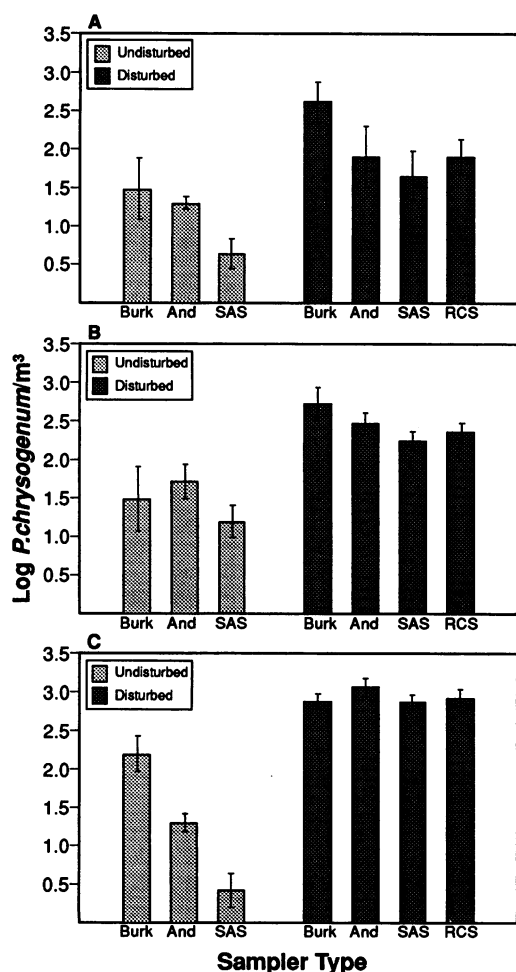 A
3.5
3.0
2.5
2.0
1.5
1.0
0.5
Undisturbed
Disturbed
Burk And SAS Burk And SAS RCS
B
3.5
3.0
2.5
2.0
1.5
1.0
0.5
Undisturbed
Disturbed
Burk And SAS Burk And SAS RCS
C
3.5
3.0
2.5
2.0
1.5
1.0
0.5
Undisturbed
Disturbed
Burk And SAS Burk And SAS RCS
Log P.chrysogenum/m³
Sampler Type